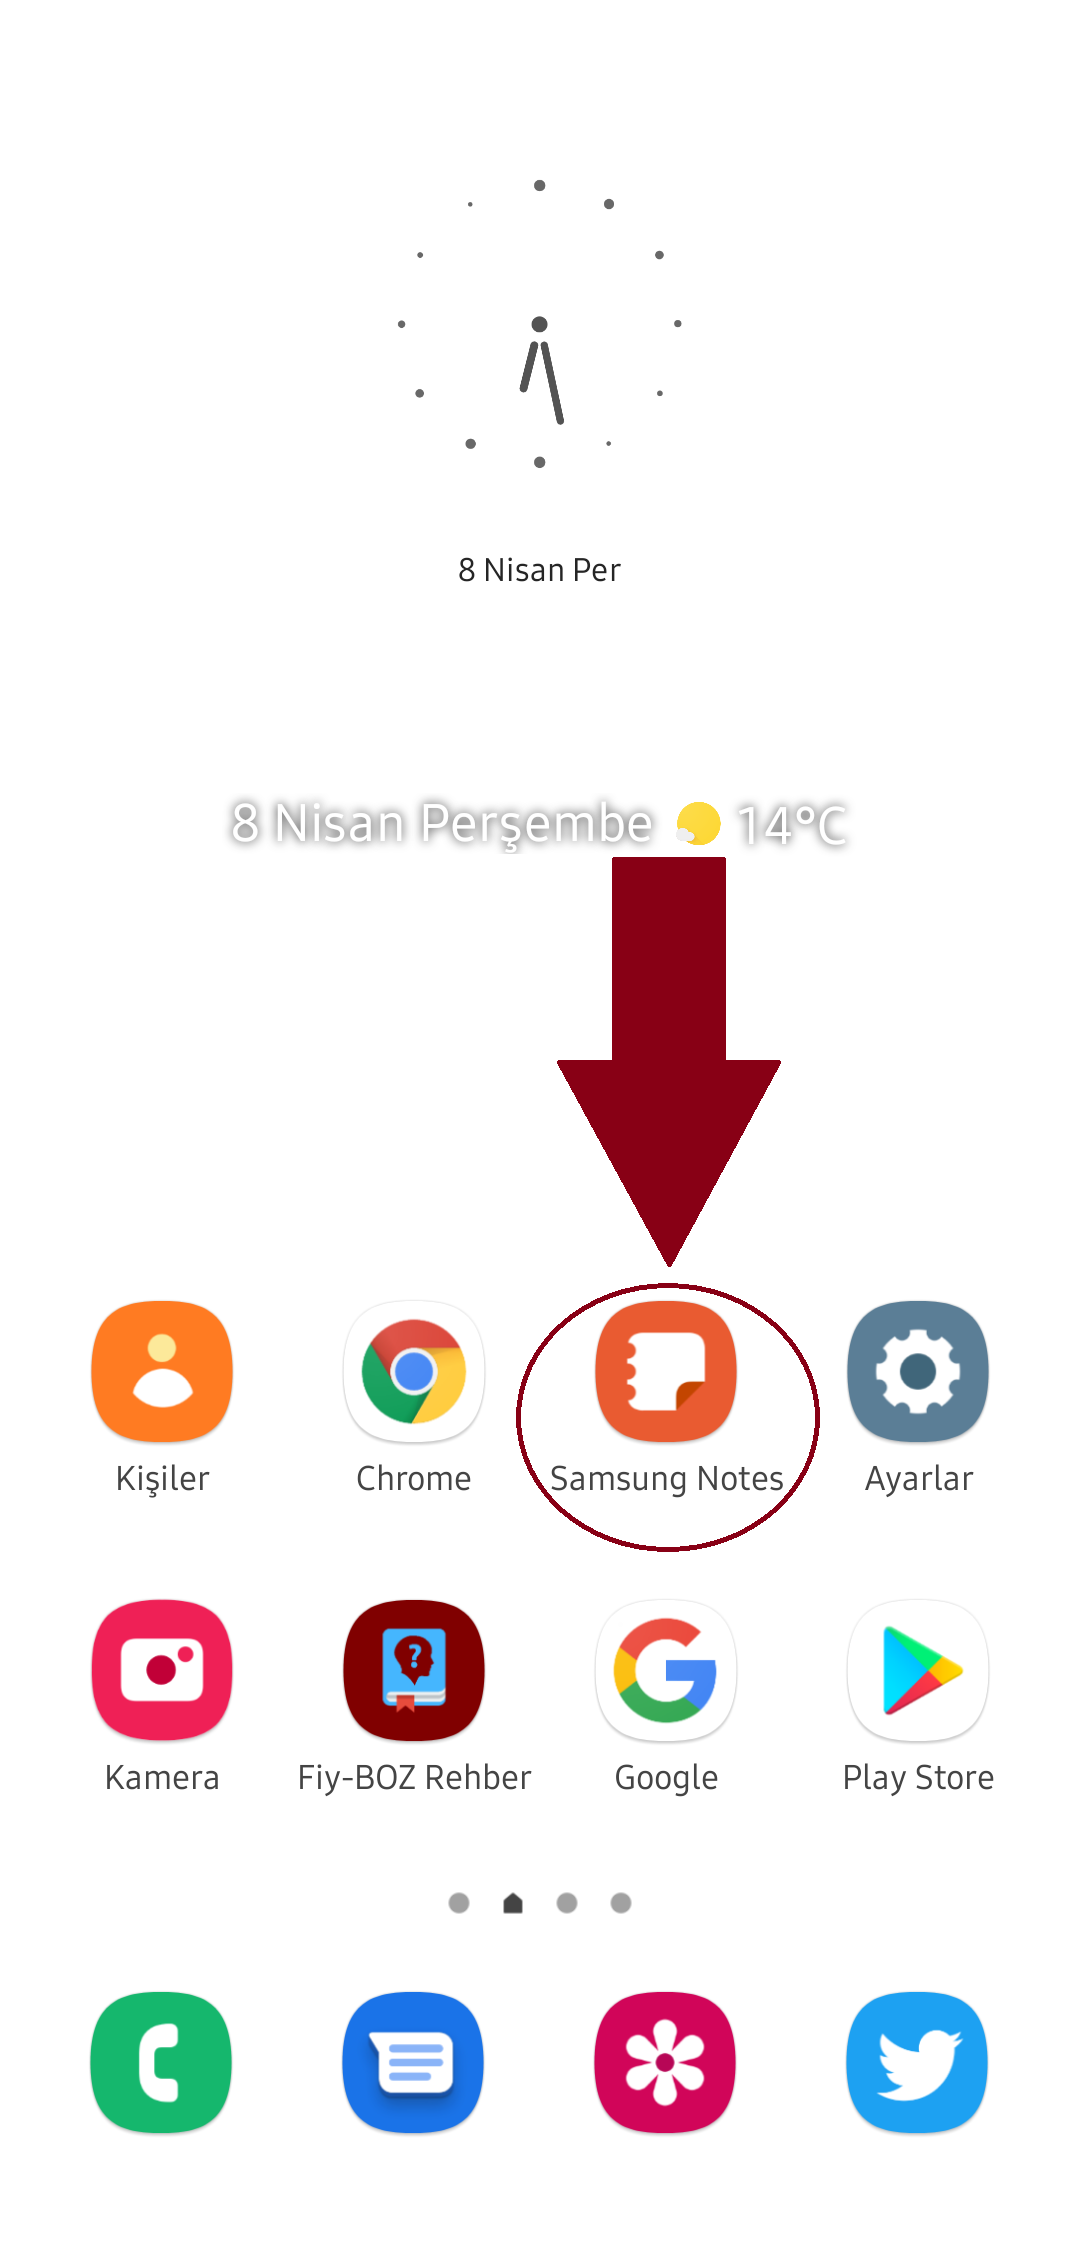 8 Nisan Per
8 Nisan Perşembe 14°C
Kişiler Chrome Samsung Notes Ayarlar
Kamera Fiy-BOZ Rehber Google Play Store